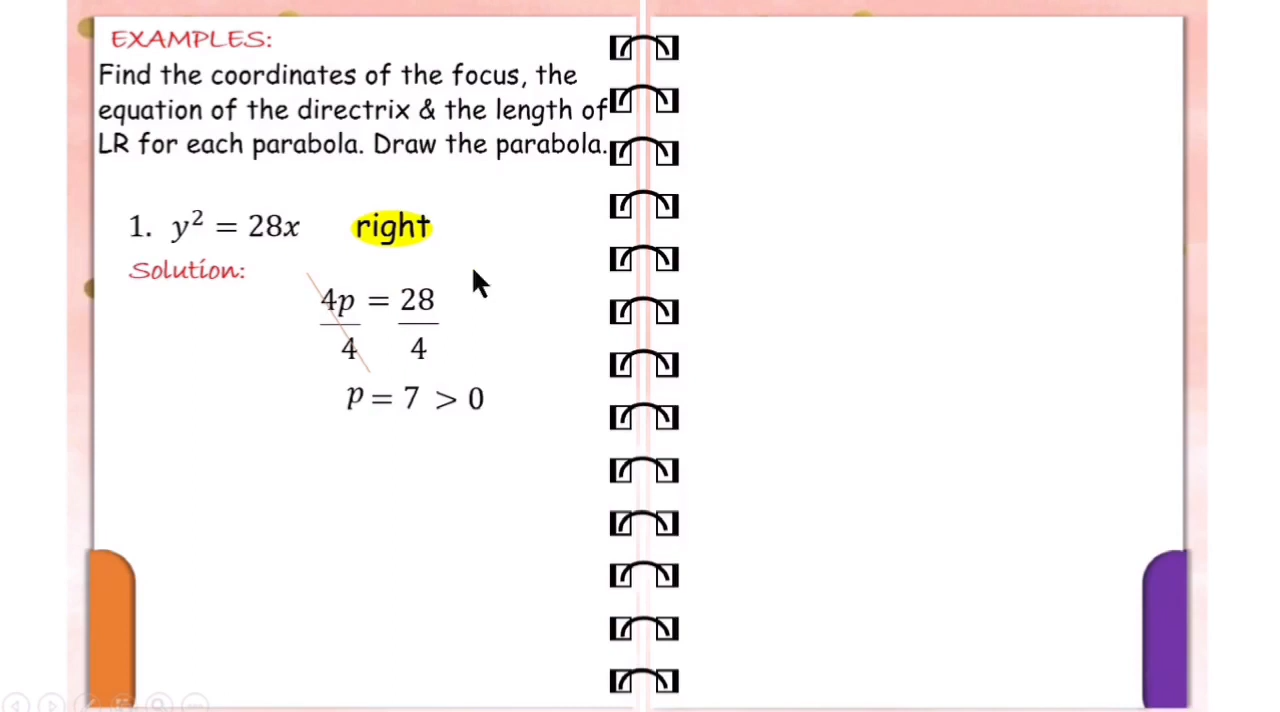 EXAMPLES:
Find the coordinates of the focus, the
equation of the directrix & the length of
LR for each parabola. Draw the parabola.
1. y² = 28x right
Solution:
4p = 28
4 4
p = 7 > 0